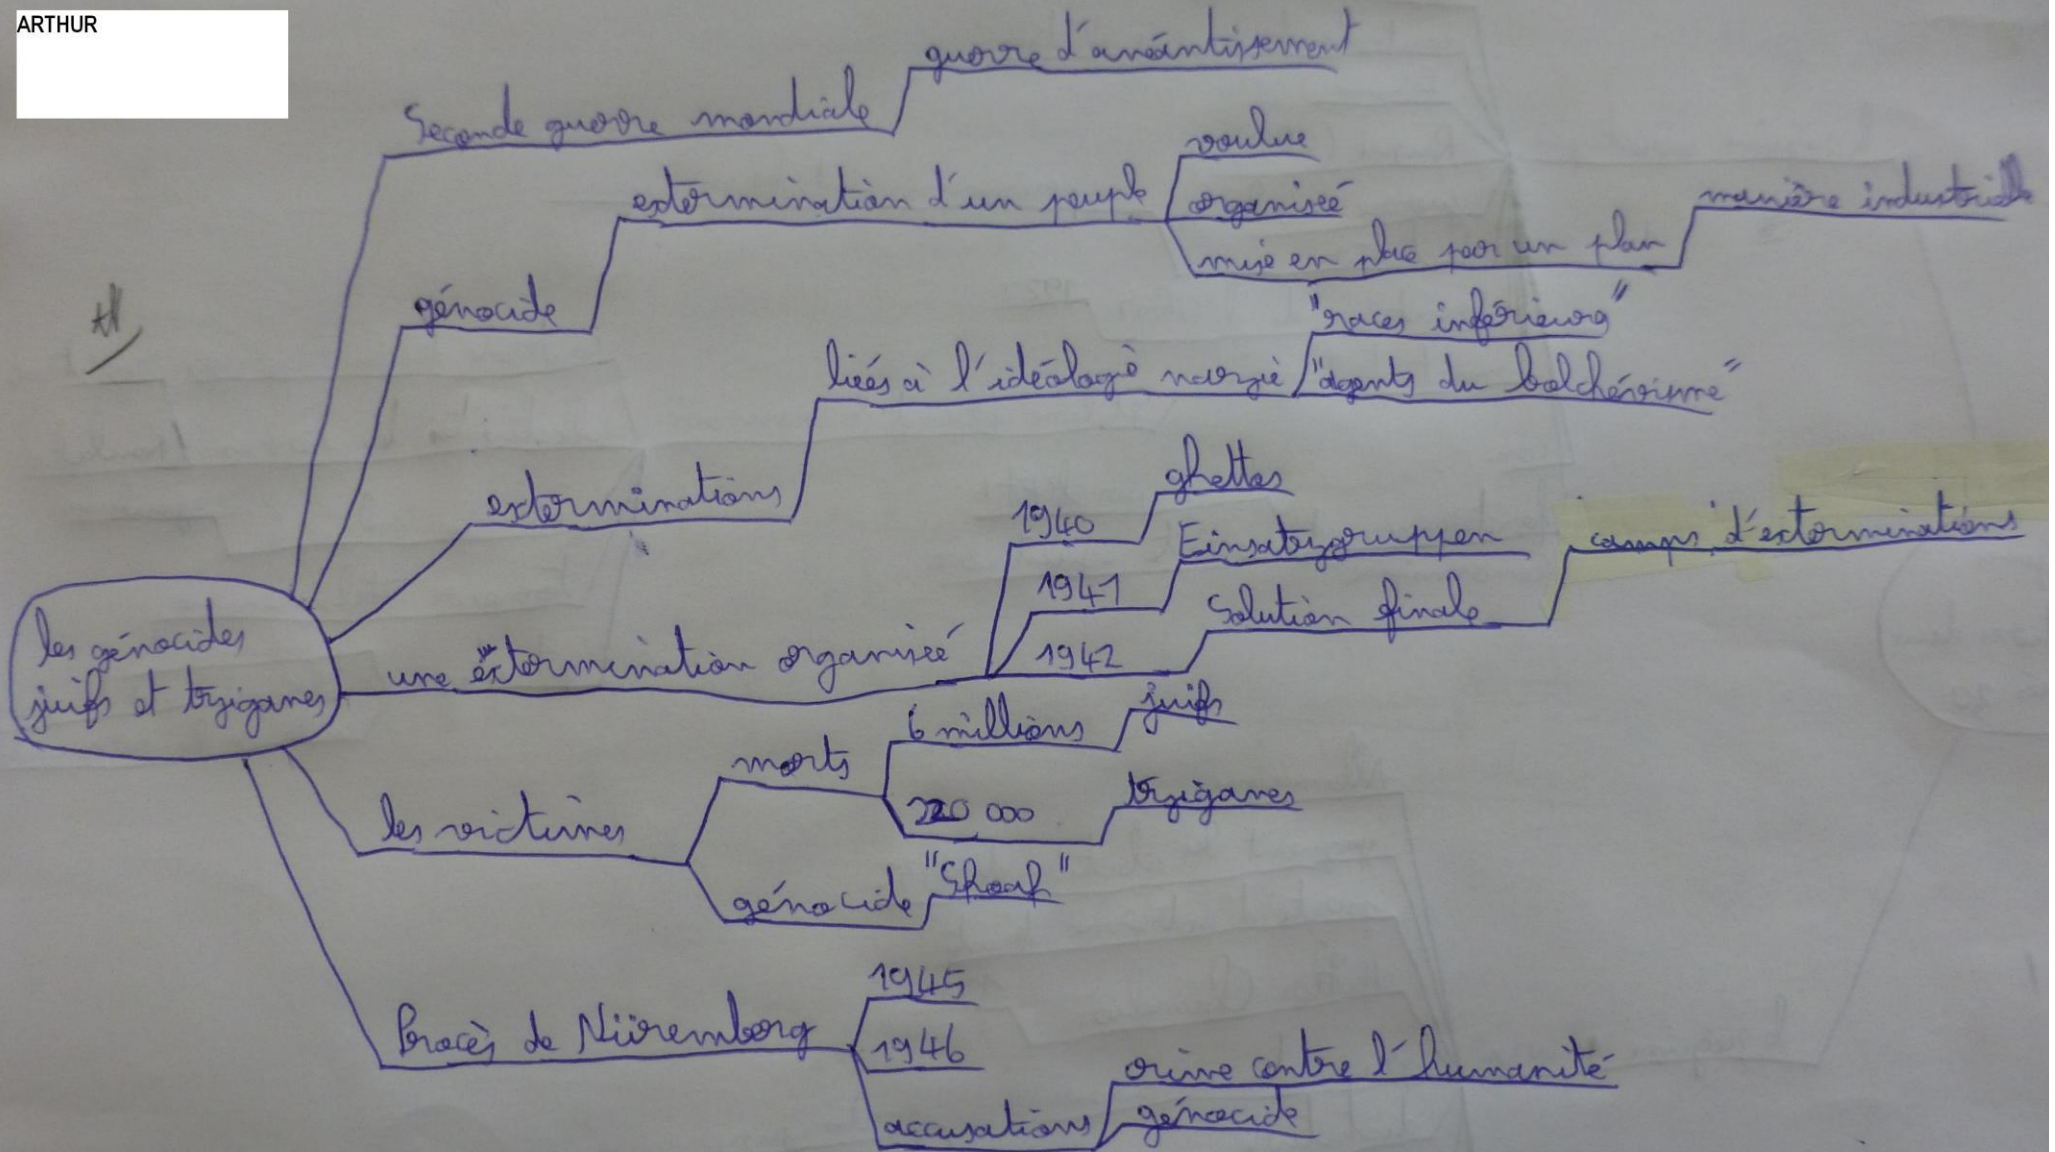 ARTHUR
guerre d'anéantissement
Seconde guerre mondiale
voulue
extermination d'un peuple
organisée
manière industrielle
mise en place par un plan
génocide
"races inférieurs"
liées à l'idéologie nazie
"agents du bolchévisme"
ghettos
exterminations
1940
Einsatzgruppen
camps d'exterminations
1941
Solution finale
une extermination organisée
1942
les génocides
juifs et tziganes
juifs
6 millions
morts
tziganes
220 000
les victimes
"Shoah"
génocide
1945
Procès de Nüremberg
1946
crime contre l'humanité
accusations
génocide